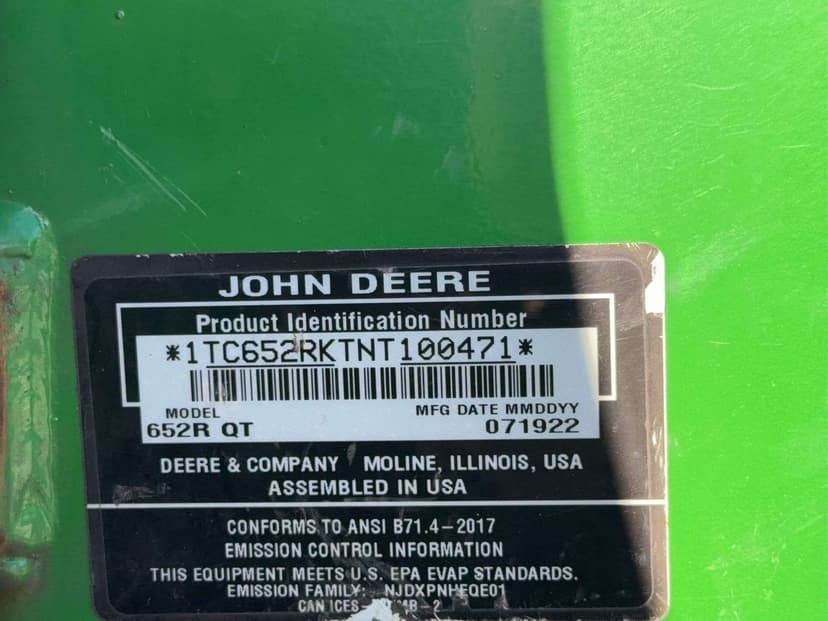 JOHN DEERE
Product Identification Number
*1TC652RKTNT100471*
MODEL MFG DATE MMDDYY
652R QT 071922
DEERE & COMPANY MOLINE, ILLINOIS, USA
ASSEMBLED IN USA
CONFORMS TO ANSI B71.4-2017
EMISSION CONTROL INFORMATION
THIS EQUIPMENT MEETS U.S. EPA EVAP STANDARDS.
EMISSION FAMILY: NJDXPNHEQE01
CAN ICES-